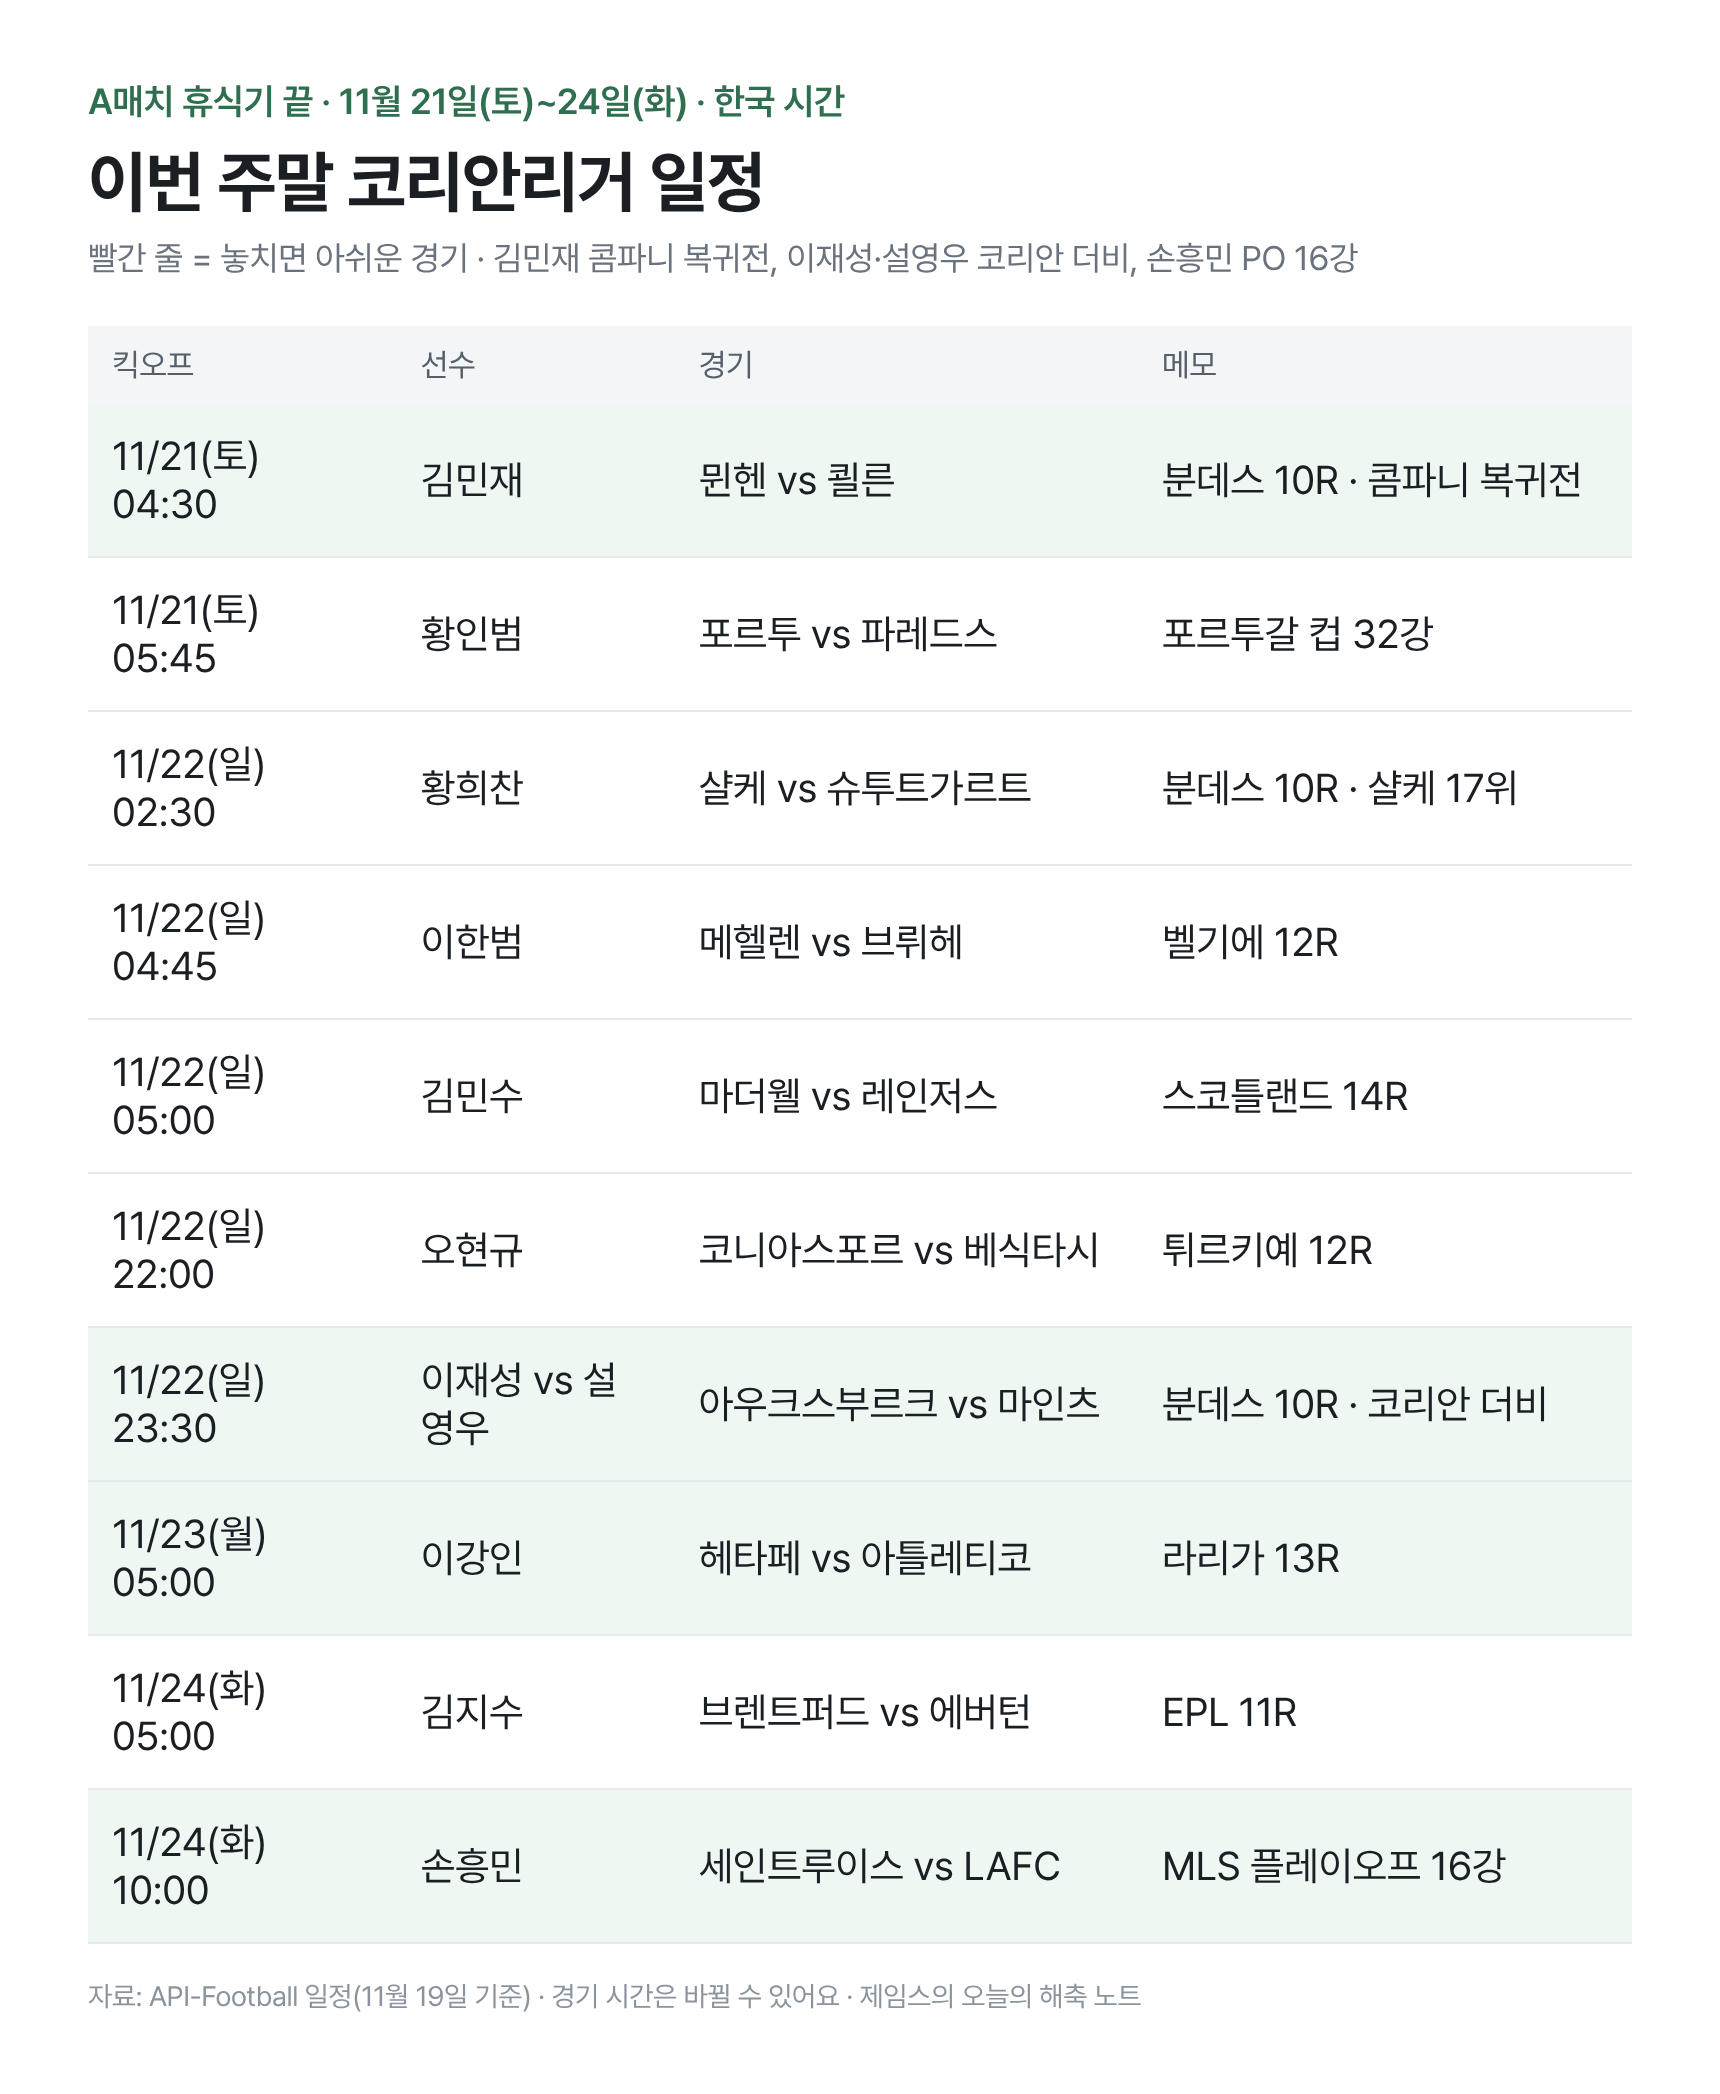 A매치 휴식기 끝 · 11월 21일(토)~24일(화) · 한국 시간
이번 주말 코리안리거 일정
빨간 줄 = 놓치면 아쉬운 경기 · 김민재 콤파니 복귀전, 이재성·설영우 코리안 더비, 손흥민 PO 16강
킥오프 선수 경기 메모
11/21(토)
04:30
김민재
뮌헨 vs 쾰른
분데스 10R · 콤파니 복귀전
11/21(토)
05:45
황인범
포르투 vs 파레드스
포르투갈 컵 32강
11/22(일)
02:30
황희찬
샬케 vs 슈투트가르트
분데스 10R · 샬케 17위
11/22(일)
04:45
이한범
메헬렌 vs 브뤼헤
벨기에 12R
11/22(일)
05:00
김민수
마더웰 vs 레인저스
스코틀랜드 14R
11/22(일)
22:00
오현규
코니아스포르 vs 베식타시
튀르키예 12R
11/22(일)
23:30
이재성 vs 설
영우
아우크스부르크 vs 마인츠
분데스 10R · 코리안 더비
11/23(월)
05:00
이강인
헤타페 vs 아틀레티코
라리가 13R
11/24(화)
05:00
김지수
브렌트퍼드 vs 에버턴
EPL 11R
11/24(화)
10:00
손흥민
세인트루이스 vs LAFC
MLS 플레이오프 16강
자료: API-Football 일정(11월 19일 기준) · 경기 시간은 바뀔 수 있어요 · 제임스의 오늘의 해축 노트